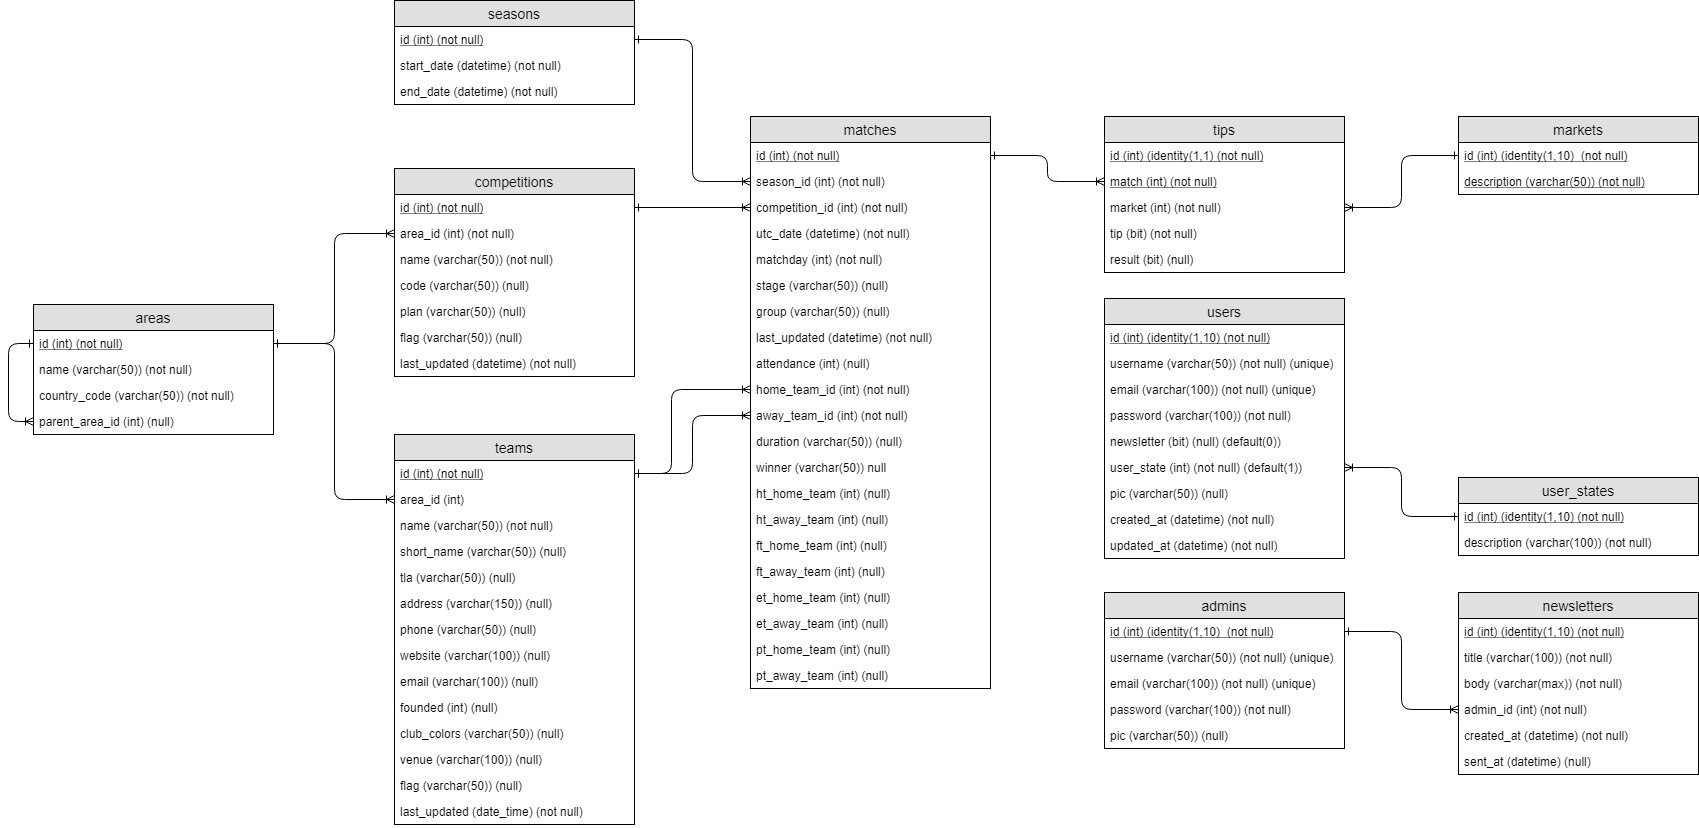 seasons
id (int) (not null)
start_date (datetime) (not null)
end_date (datetime) (not null)
competitions
id (int) (not null)
area_id (int) (not null)
name (varchar(50)) (not null)
code (varchar(50)) (null)
plan (varchar(50)) (null)
flag (varchar(50)) (null)
last_updated (datetime) (not null)
areas
id (int) (not null)
name (varchar(50)) (not null)
country_code (varchar(50)) (not null)
parent_area_id (int) (null)
teams
id (int) (not null)
area_id (int)
name (varchar(50)) (not null)
short_name (varchar(50)) (null)
tla (varchar(50)) (null)
address (varchar(150)) (null)
phone (varchar(50)) (null)
website (varchar(100)) (null)
email (varchar(100)) (null)
founded (int) (null)
club_colors (varchar(50)) (null)
venue (varchar(100)) (null)
flag (varchar(50)) (null)
last_updated (date_time) (not null)
matches
id (int) (not null)
season_id (int) (not null)
competition_id (int) (not null)
utc_date (datetime) (not null)
matchday (int) (not null)
stage (varchar(50)) (null)
group (varchar(50)) (null)
last_updated (datetime) (not null)
attendance (int) (null)
home_team_id (int) (not null)
away_team_id (int) (not null)
duration (varchar(50)) (null)
winner (varchar(50)) null
ht_home_team (int) (null)
ht_away_team (int) (null)
ft_home_team (int) (null)
ft_away_team (int) (null)
et_home_team (int) (null)
et_away_team (int) (null)
pt_home_team (int) (null)
pt_away_team (int) (null)
tips
id (int) (identity(1,1) (not null)
match (int) (not null)
market (int) (not null)
tip (bit) (not null)
result (bit) (null)
markets
id (int) (identity(1,10)  (not null)
description (varchar(50)) (not null)
users
id (int) (identity(1,10) (not null)
username (varchar(50)) (not null) (unique)
email (varchar(100)) (not null) (unique)
password (varchar(100)) (not null)
newsletter (bit) (null) (default(0))
user_state (int) (not null) (default(1))
pic (varchar(50)) (null)
created_at (datetime) (not null)
updated_at (datetime) (not null)
user_states
id (int) (identity(1,10) (not null)
description (varchar(100)) (not null)
admins
id (int) (identity(1,10)  (not null)
username (varchar(50)) (not null) (unique)
email (varchar(100)) (not null) (unique)
password (varchar(100)) (not null)
pic (varchar(50)) (null)
newsletters
id (int) (identity(1,10) (not null)
title (varchar(100)) (not null)
body (varchar(max)) (not null)
admin_id (int) (not null)
created_at (datetime) (not null)
sent_at (datetime) (null)